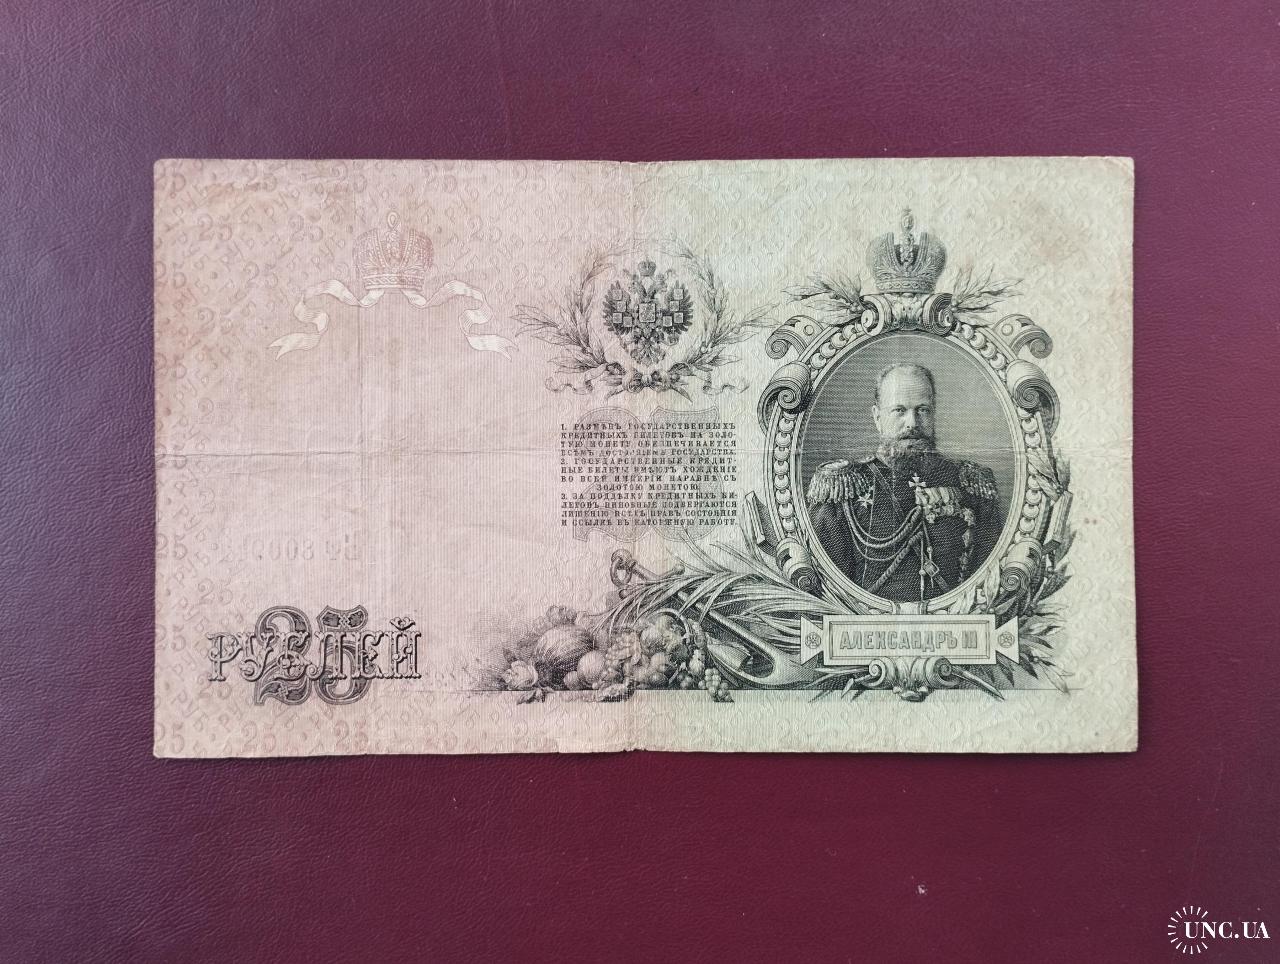 1. РАЗМѢНЪ ГОСУДАРСТВЕННЫХЪ
КРЕДИТНЫХЪ БИЛЕТОВЪ НА ЗОЛО-
ТУЮ МОНЕТУ ОБЕЗПЕЧИВАЕТСЯ
ВСѢМЪ ДОСТОЯНІЕМЪ ГОСУДАРСТВА.
2. ГОСУДАРСТВЕННЫЕ КРЕДИТ-
НЫЕ БИЛЕТЫ ИМѢЮТЪ ХОЖДЕНІЕ
ВО ВСЕЙ ИМПЕРІИ НАРАВНѢ СЪ
ЗОЛОТОЮ МОНЕТОЮ.
3. ЗА ПОДДѢЛКУ КРЕДИТНЫХЪ БИ-
ЛЕТОВЪ ВИНОВНЫЕ ПОДВЕРГАЮТСЯ
ЛИШЕНІЮ ВСѢХЪ ПРАВЪ СОСТОЯНІЯ
И ССЫЛКѢ ВЪ КАТОРЖНУЮ РАБОТУ.
25
25
РУБЛЕЙ
АЛЕКСАНДРЪ III
UNC.UA